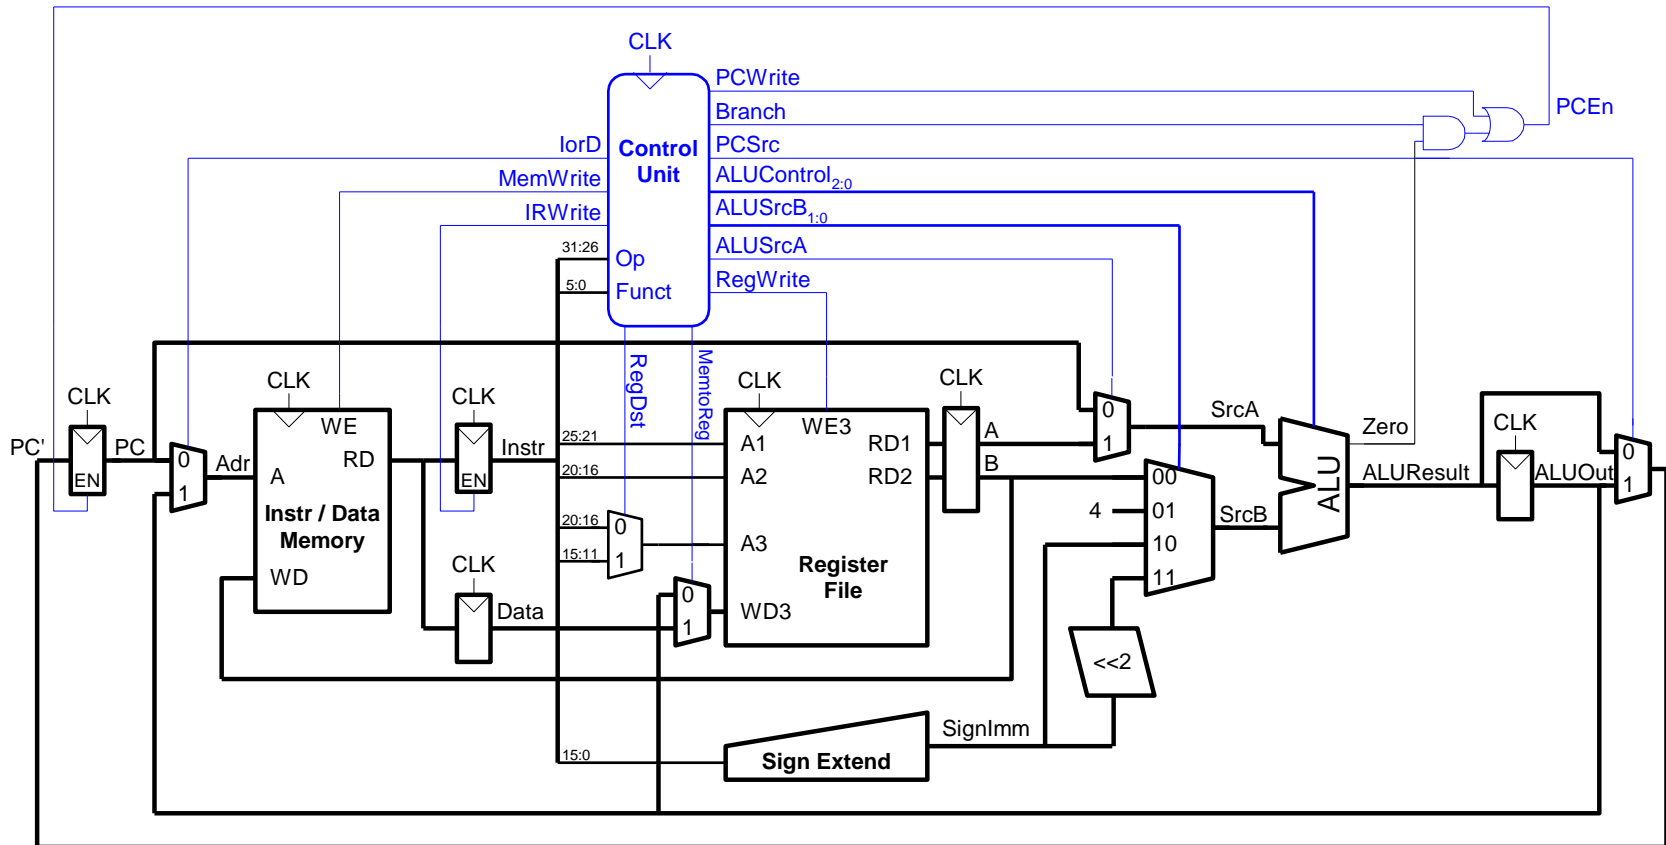 CLK
PCWrite
Branch
PCEn
IorD
Control
Unit
PCSrc
MemWrite
ALUControl2:0
IRWrite
ALUSrcB1:0
31:26
Op
ALUSrcA
5:0
Funct
RegWrite
RegDst
MemtoReg
CLK
CLK
CLK
CLK
CLK
CLK
PC'
EN
PC
0
1
Adr
WE
A
RD
Instr / Data
Memory
WD
EN
Instr
25:21
20:16
20:16
15:11
0
1
CLK
Data
0
1
A1
A2
A3
WD3
WE3
RD1
RD2
Register
File
A
B
0
1
SrcA
00
4
01
10
11
SrcB
ALU
Zero
ALUResult
ALUOut
0
1
<<2
15:0
Sign Extend
SignImm